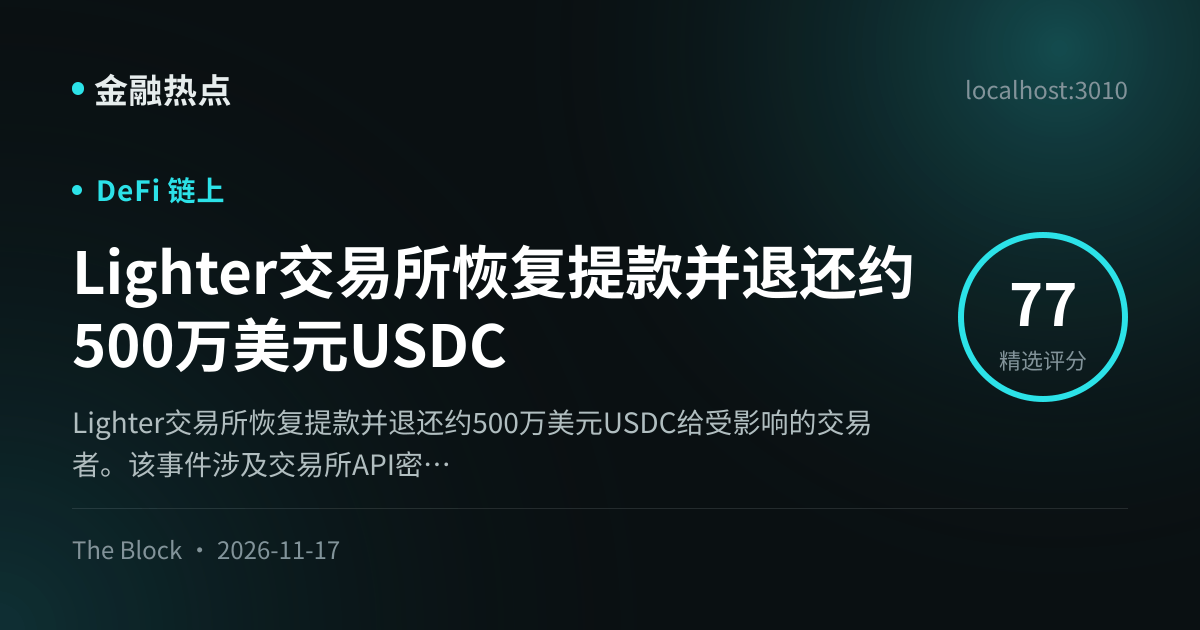 金融热点
localhost:3010
DeFi 链上
Lighter交易所恢复提款并退还约
500万美元USDC
77
精选评分
Lighter交易所恢复提款并退还约500万美元USDC给受影响的交易
者。该事件涉及交易所API密…
The Block · 2026-11-17